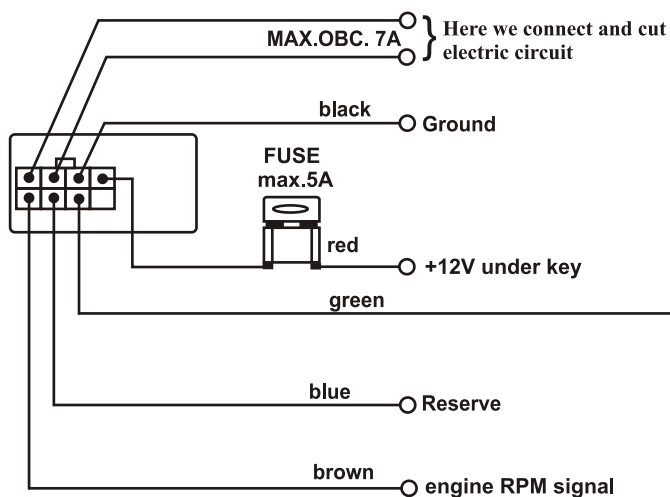 MAX.OBC. 7A
} Here we connect and cut
electric circuit
black
Ground
FUSE
max.5A
red
+12V under key
green
blue
Reserve
brown
engine RPM signal